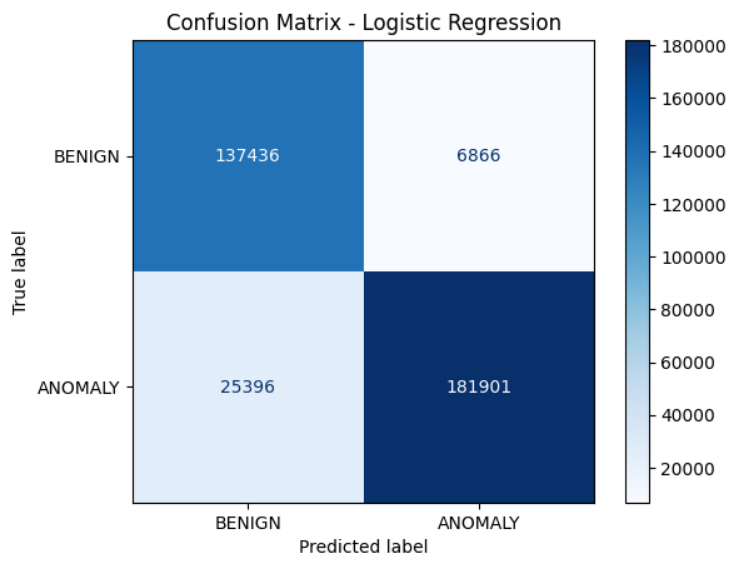 Confusion Matrix - Logistic Regression
True label
BENIGN
137436
6866
ANOMALY
25396
181901
BENIGN
ANOMALY
Predicted label
180000
160000
140000
120000
100000
80000
60000
40000
20000